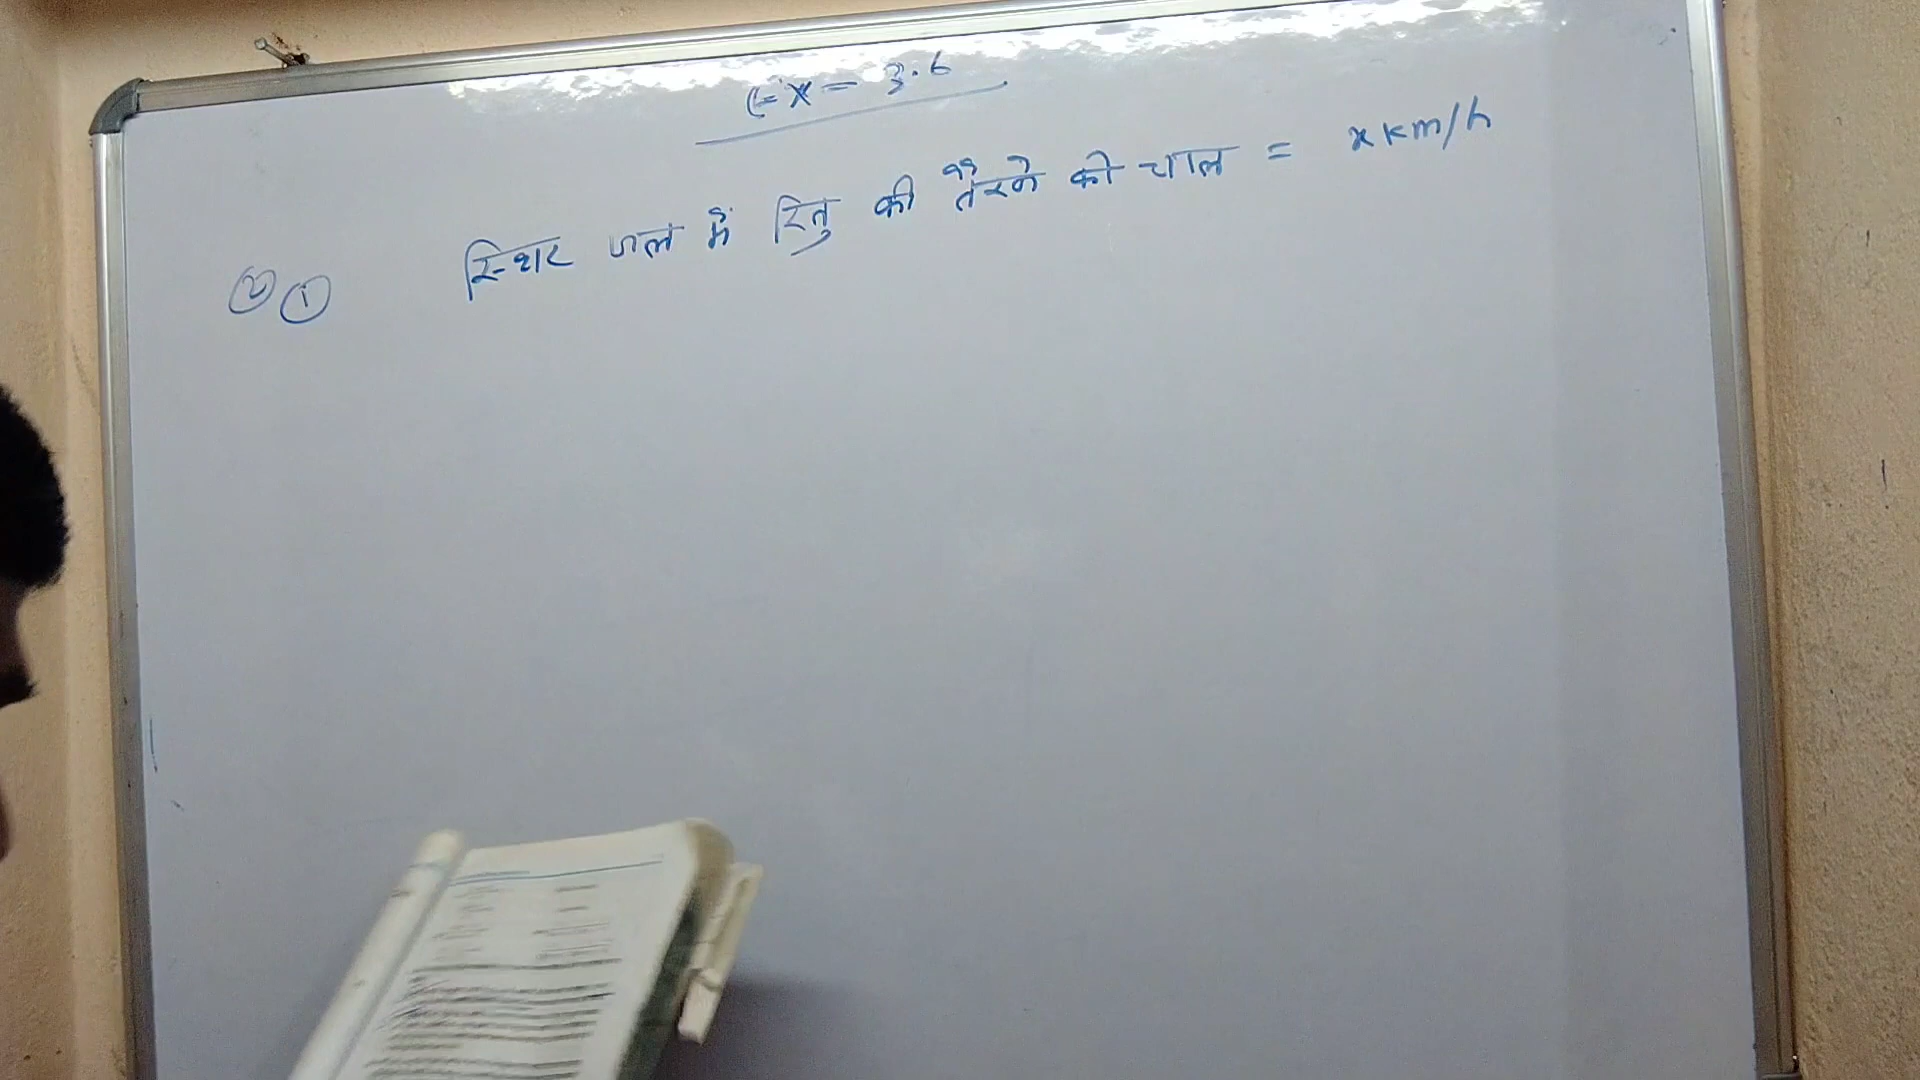 Ex = 3.6
② ① स्थिर जल में रितु की तैरने की चाल = x km/h